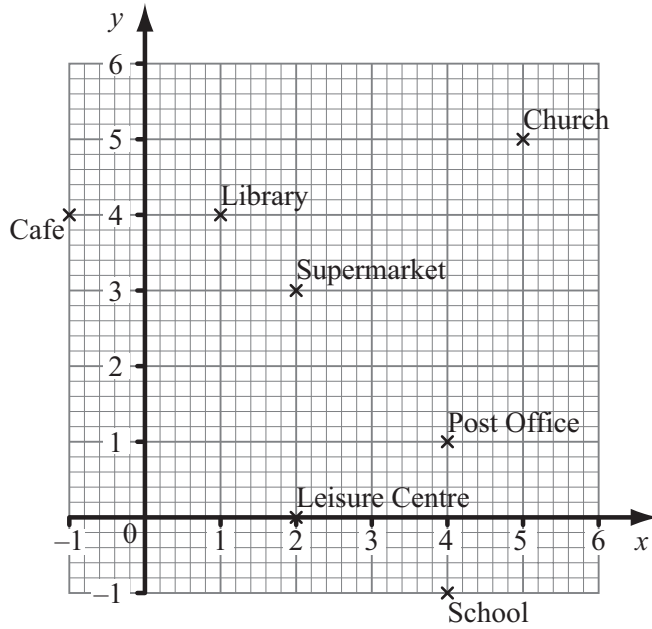 y
6
Church
5
Library
4
Cafe
Supermarket
3
2
Post Office
1
Leisure Centre
–1 0 1 2 3 4 5 6 x
–1
School